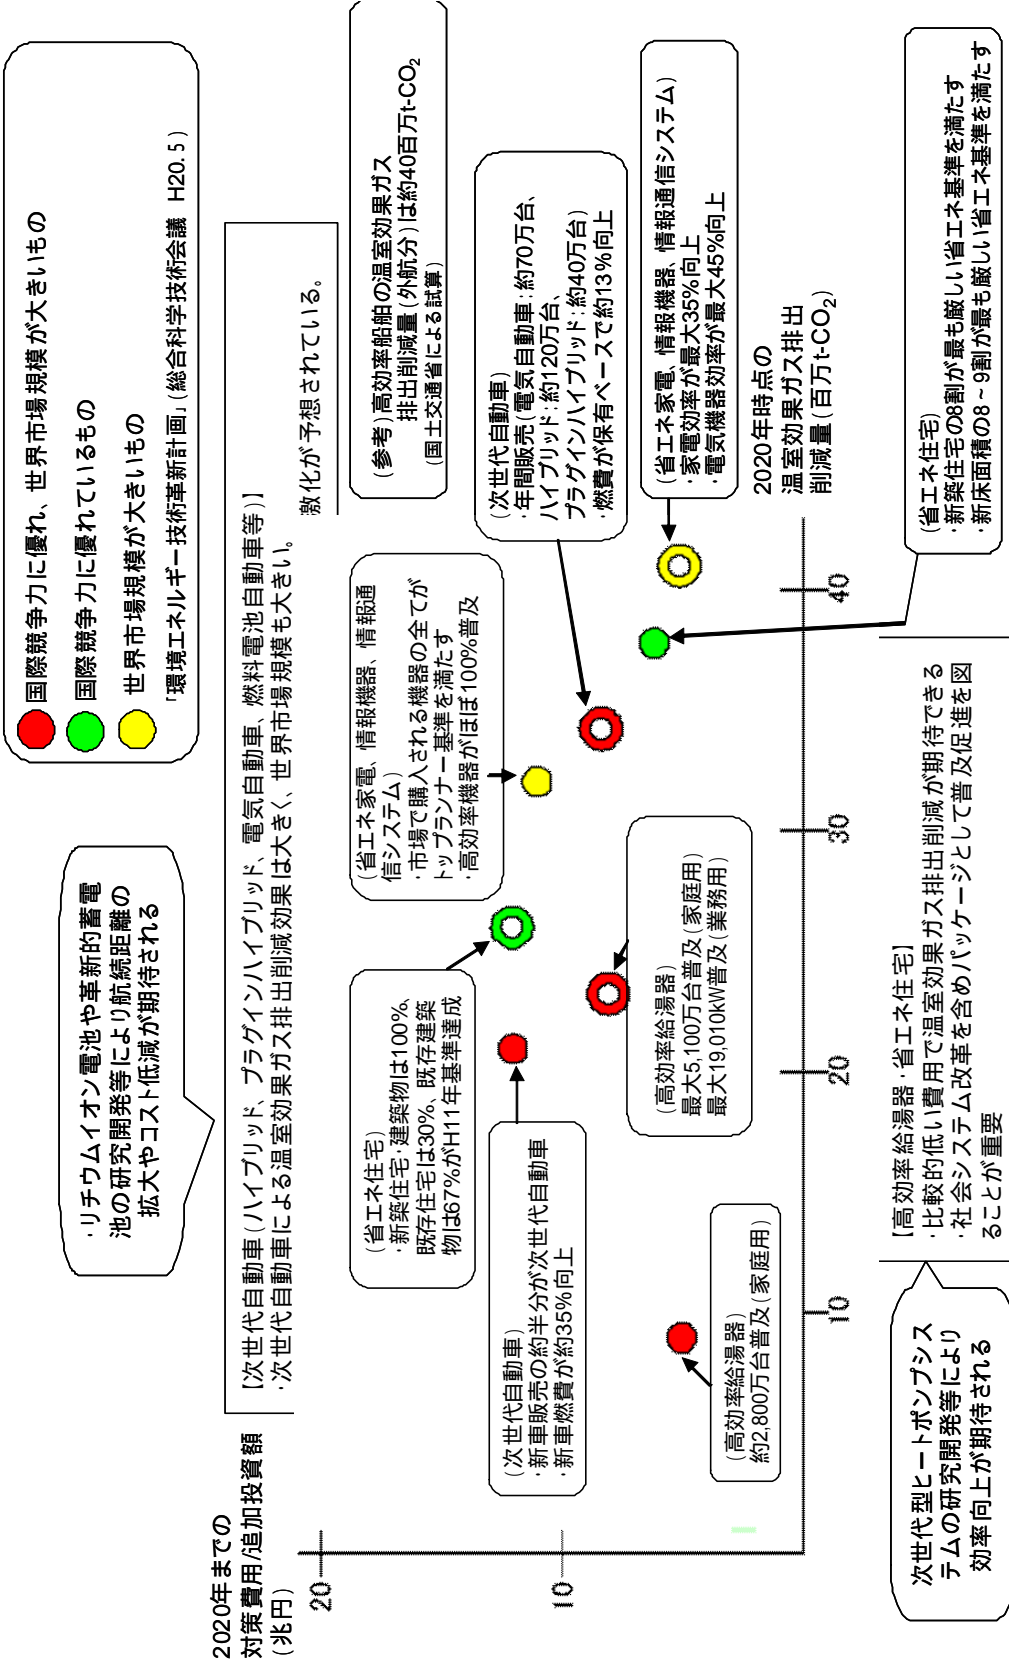 国際競争力に優れ、世界市場規模が大きいもの
国際競争力に優れているもの
世界市場規模が大きいもの
「環境エネルギー技術革新計画」(総合科学技術会議 H20.5)
・リチウムイオン電池や革新的蓄電
池の研究開発等により航続距離の
拡大やコスト低減が期待される
2020年までの
対策費用/追加投資額
(兆円)
【次世代自動車(ハイブリッド、プラグインハイブリッド、電気自動車、燃料電池自動車等)】
・次世代自動車による温室効果ガス排出削減効果は大きく、世界市場規模も大きい。
激化が予想されている。
(参考)高効率船舶の温室効果ガス
排出削減量(外航分)は約40百万t-CO₂
(国土交通省による試算)
(省エネ住宅)
・新築住宅・建築物は100%、
既存住宅は30%、既存建築
物は67%がH11年基準達成
(省エネ家電、情報機器、情報通
信システム)
・市場で購入される機器の全てが
トップランナー基準を満たす
・高効率機器がほぼ100%普及
(次世代自動車)
・年間販売(電気自動車:約70万台、
ハイブリッド:約120万台、
プラグインハイブリッド:約40万台)
・燃費が保有ベースで約13%向上
(次世代自動車)
・新車販売の約半分が次世代自動車
・新車燃費が約35%向上
(高効率給湯器)
最大5,100万台普及(家庭用)
最大19,010kW普及(業務用)
(省エネ家電、情報機器、情報通信システム)
・家電効率が最大35%向上
・電気機器効率が最大45%向上
(高効率給湯器)
約2,800万台普及(家庭用)
2020年時点の
温室効果ガス排出
削減量(百万t-CO₂)
20
10
10
20
30
40
(省エネ住宅)
・新築住宅の8割が最も厳しい省エネ基準を満たす
・新床面積の8~9割が最も厳しい省エネ基準を満たす
【高効率給湯器・省エネ住宅】
・比較的低い費用で温室効果ガス排出削減が期待できる
・社会システム改革を含めパッケージとして普及促進を図
ることが重要
次世代型ヒートポンプシス
テムの研究開発等により
効率向上が期待される